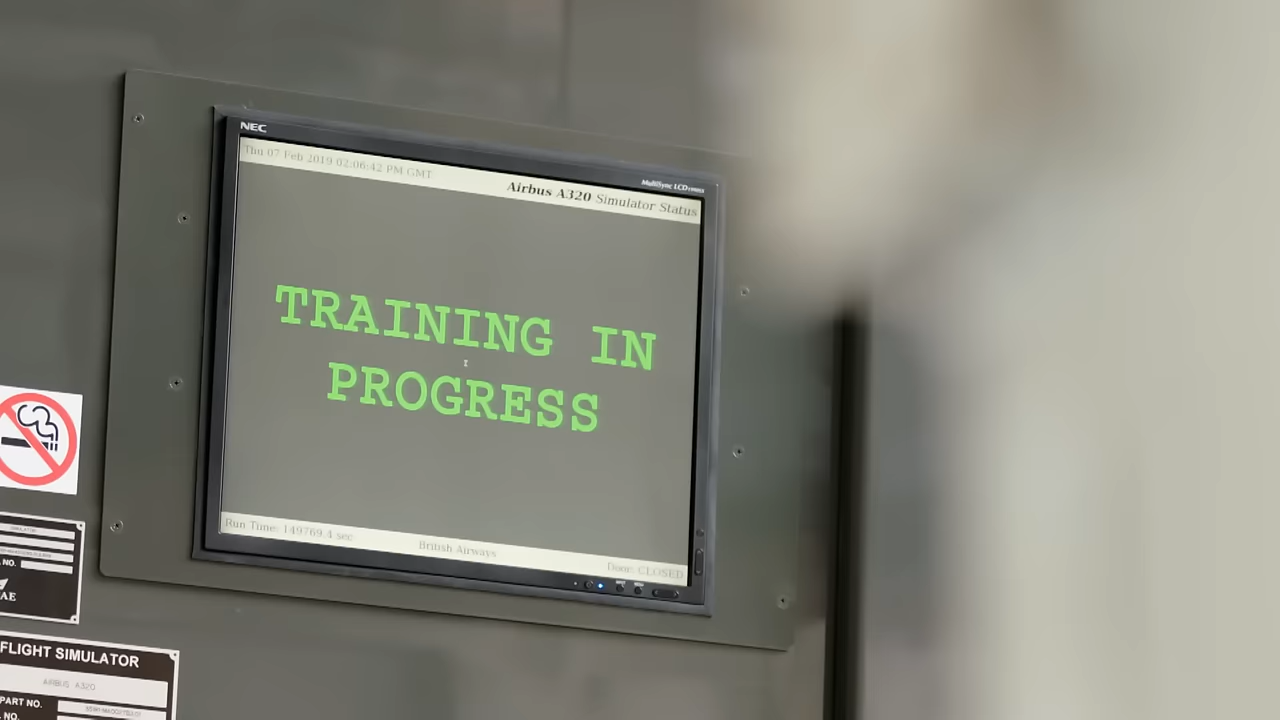 NEC
MultiSync LCD
Thu 07 Feb 2019 02:06:42 PM GMT
Airbus A320 Simulator Status
TRAINING IN
PROGRESS
Run Time: 149769.4 sec
British Airways
Door: CLOSED
NO.
AE
FLIGHT SIMULATOR
AIRBUS A320
PART NO.
NO.